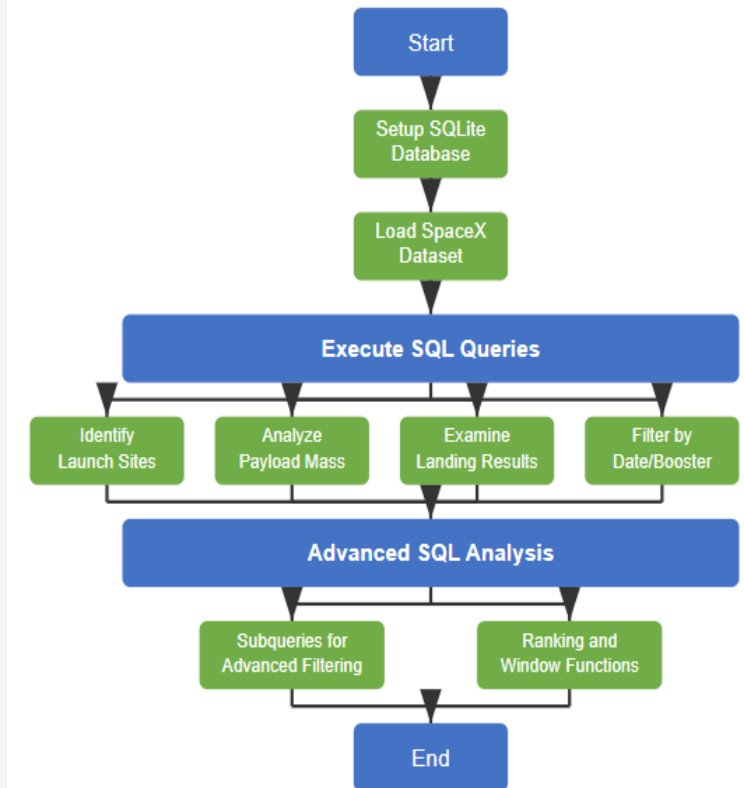 Start
Setup SQLite
Database
Load SpaceX
Dataset
Execute SQL Queries
Identify
Launch Sites
Analyze
Payload Mass
Examine
Landing Results
Filter by
Date/Booster
Advanced SQL Analysis
Subqueries for
Advanced Filtering
Ranking and
Window Functions
End